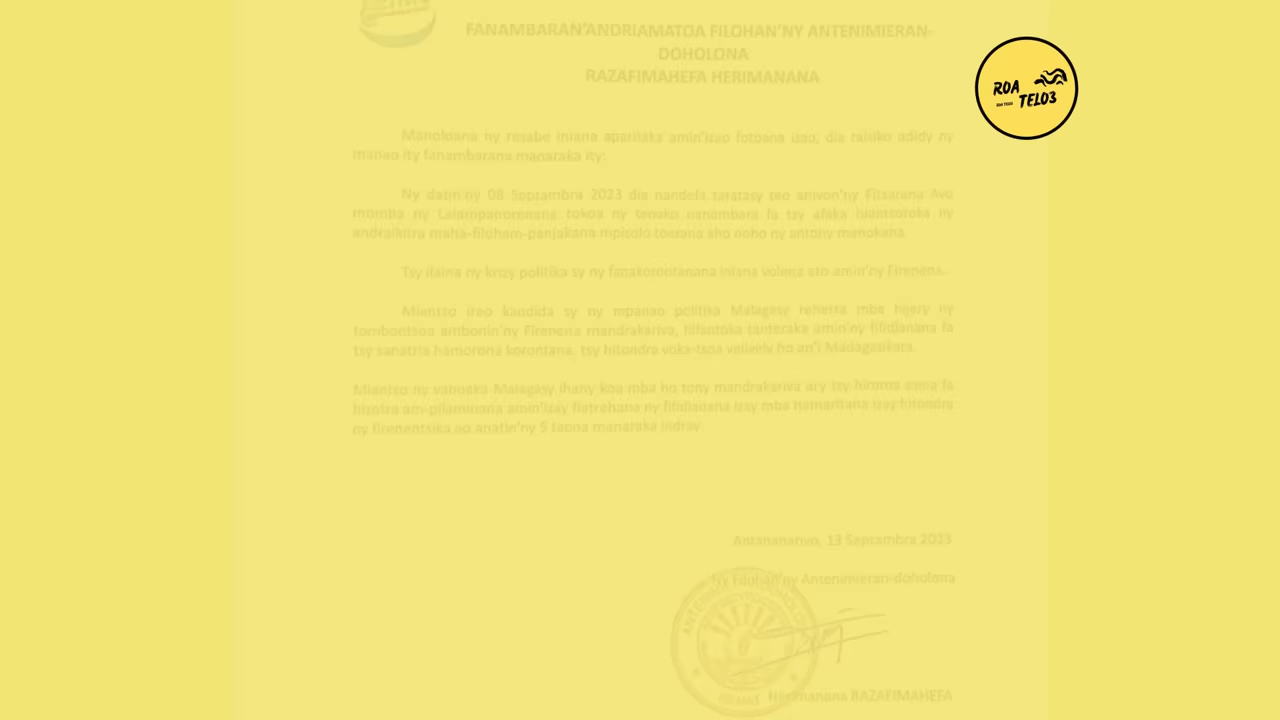 FANAMBARAN'ANDRIAMATOA FILOHAN'NY ANTENIMIERAN-
DOHOLONA
RAZAFIMAHEFA HERIMANANA
ROA
TELO3
Manoloana ny resabe iniana aparitaka amin'izao fotoana izao, dia raisiko adidy ny
manao ity fanambarana manaraka ity:
Ny datin'ny 08 Septambra 2023 dia nandefa taratasy teo anivon'ny Fitsarana Avo
momba ny Lalampanorenana tokoa ny tenako nanambara fa tsy afaka hiantsoroka ny
andraikitra maha-filoham-panjakana mpisolo toerana aho noho ny antony manokana.
Tsy ilaina ny krizy politika sy ny fanakorontanana iniana volena eto amin'ny Firenena.
Miantso ireo kandida sy ny mpanao politika Malagasy rehetra mba hijery ny
tombontsoa ambonin'ny Firenena mandrakariva, hifantoka tanteraka amin'ny fifidianana fa
tsy sanatria hamorona korontana, tsy hitondra voka-tsoa velively ho an'i Madagasikara.
Miantso ny vahoaka Malagasy ihany koa mba ho tony mandrakariva ary tsy hirorona fa
hizotra am-pilaminana amin'izay fiatrehana ny fifidianana izay mba hamaritana izay hitondra
ny firenentsika ao anatin'ny 5 taona manaraka indray.
Antananarivo, 13 Septambra 2023
Ny Filohan'ny Antenimieran-doholona
Herimanana RAZAFIMAHEFA